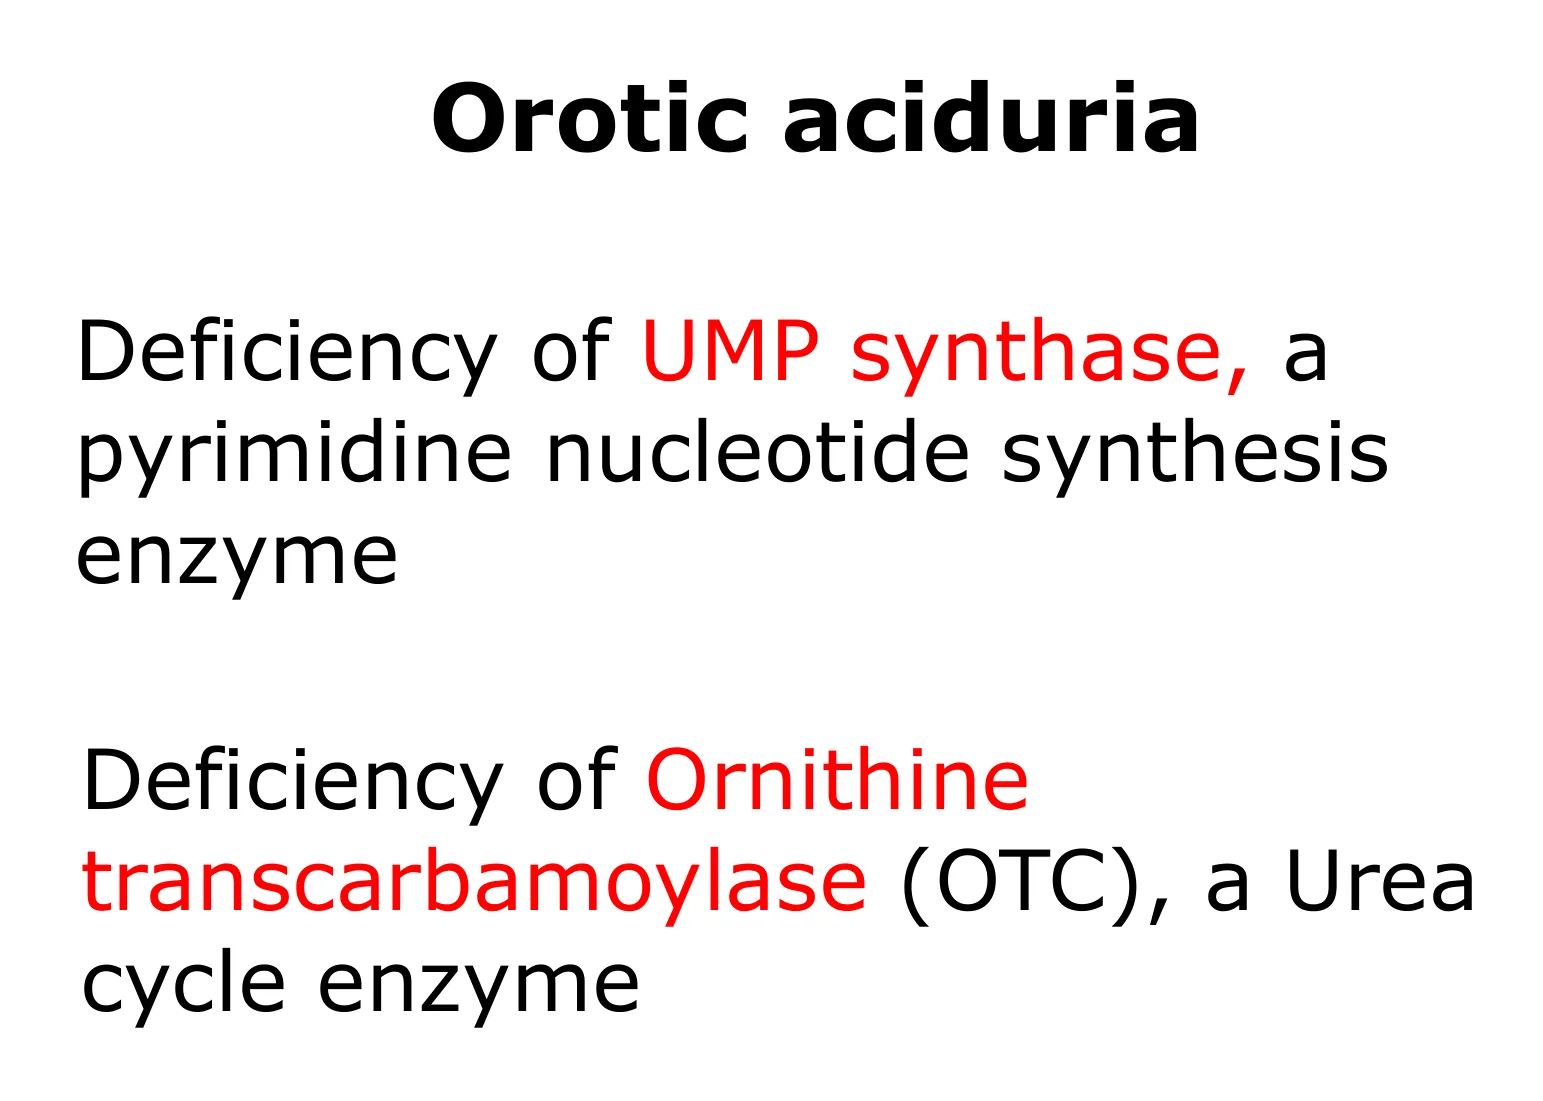 Orotic aciduria
Deficiency of UMP synthase, a
pyrimidine nucleotide synthesis
enzyme
Deficiency of Ornithine
transcarbamoylase (OTC), a Urea
cycle enzyme